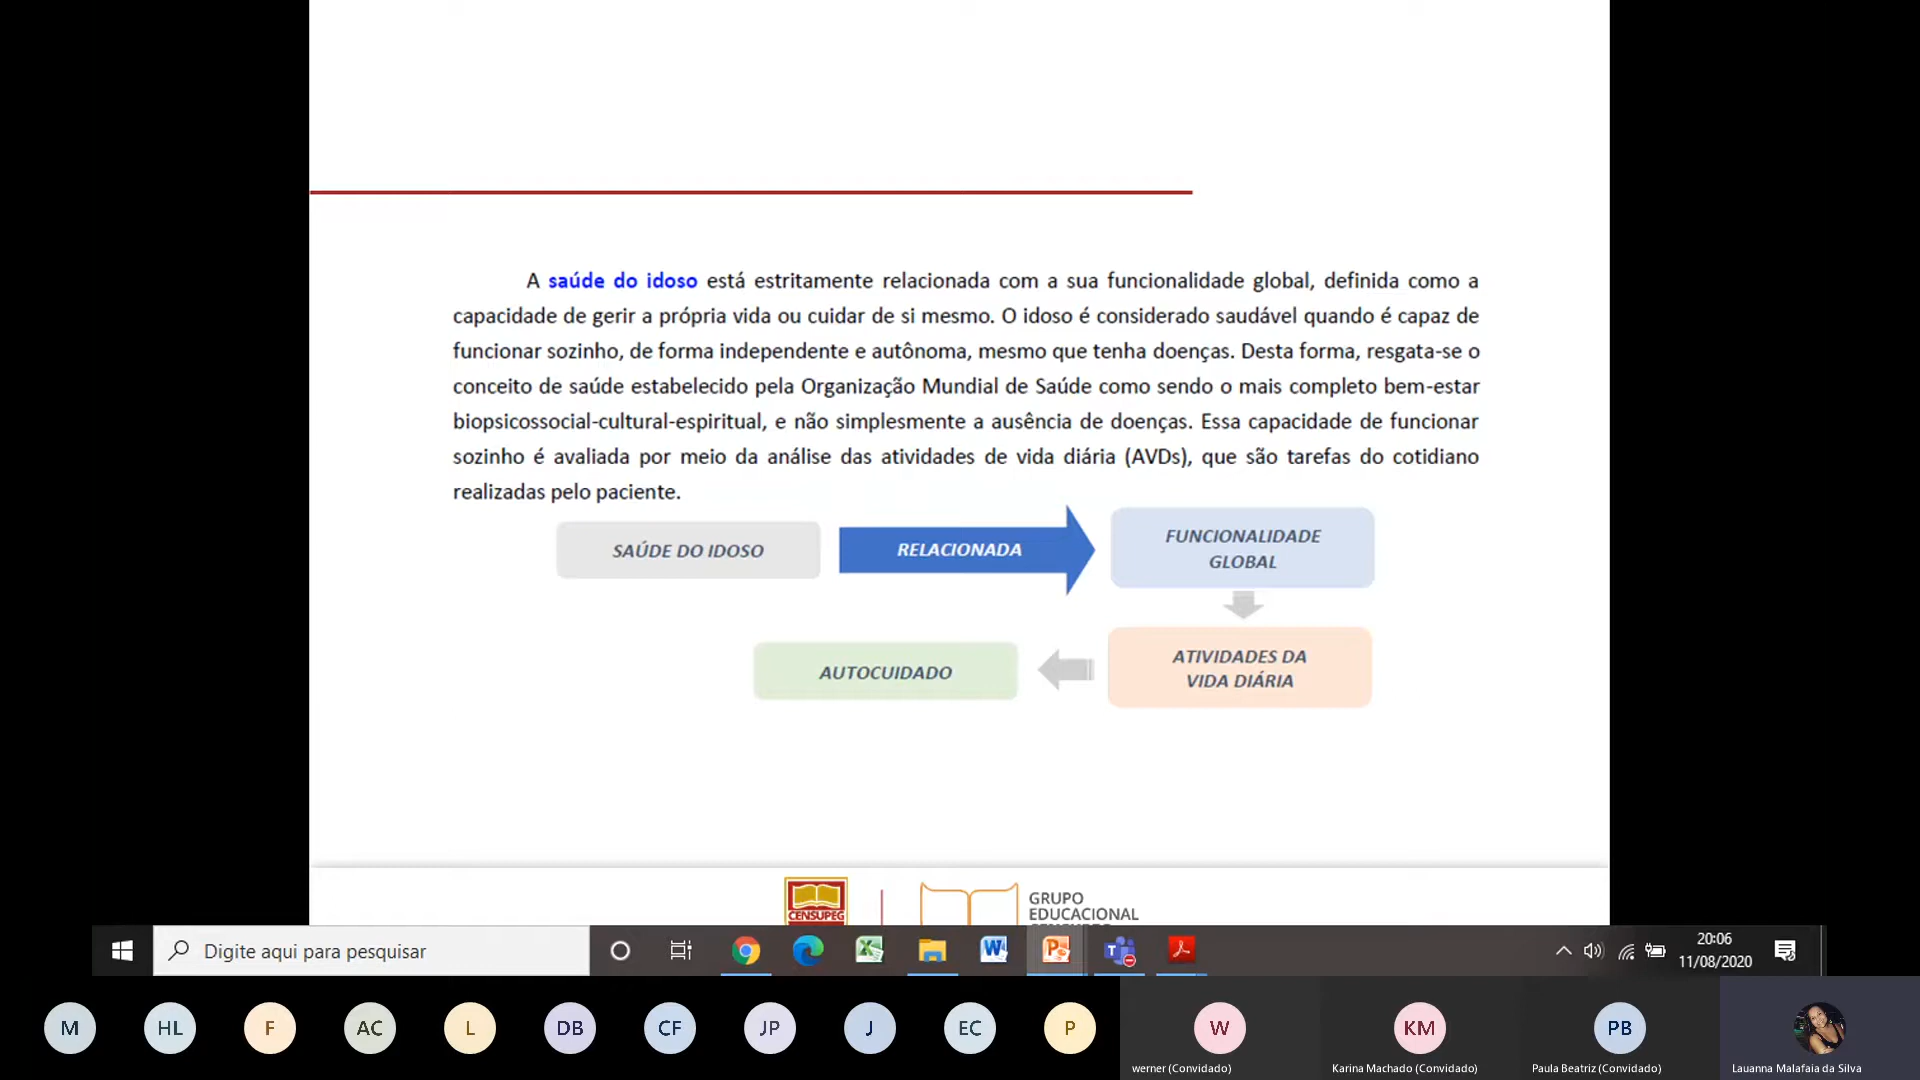 A saúde do idoso está estritamente relacionada com a sua funcionalidade global, definida como a
capacidade de gerir a própria vida ou cuidar de si mesmo. O idoso é considerado saudável quando é capaz de
funcionar sozinho, de forma independente e autônoma, mesmo que tenha doenças. Desta forma, resgata-se o
conceito de saúde estabelecido pela Organização Mundial de Saúde como sendo o mais completo bem-estar
biopsicossocial-cultural-espiritual, e não simplesmente a ausência de doenças. Essa capacidade de funcionar
sozinho é avaliada por meio da análise das atividades de vida diária (AVDs), que são tarefas do cotidiano
realizadas pelo paciente.
SAÚDE DO IDOSO
RELACIONADA
FUNCIONALIDADE
GLOBAL
ATIVIDADES DA
VIDA DIÁRIA
AUTOCUIDADO
CENSUPEG
GRUPO
EDUCACIONAL
Digite aqui para pesquisar
20:06
11/08/2020
M
HL
F
AC
L
DB
CF
JP
J
EC
P
W
KM
PB
werner (Convidado)
Karina Machado (Convidado)
Paula Beatriz (Convidado)
Lauanna Malafaia da Silva